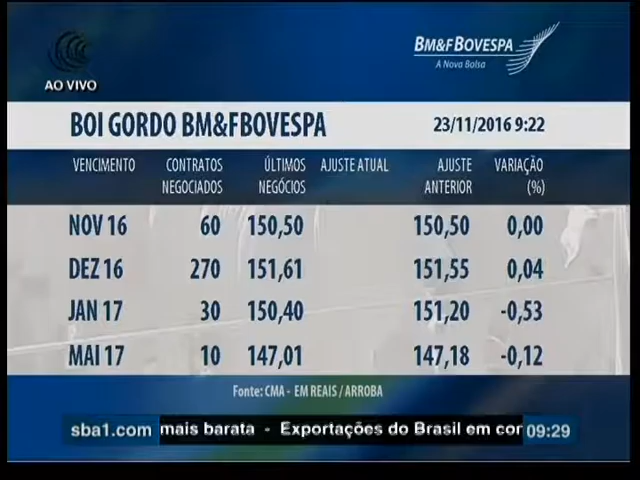 AO VIVO
BM&FBOVESPA
A Nova Bolsa
BOI GORDO BM&FBOVESPA 23/11/2016 9:22
VENCIMENTO CONTRATOS NEGOCIADOS ÚLTIMOS NEGÓCIOS AJUSTE ATUAL AJUSTE ANTERIOR VARIAÇÃO (%)
NOV 16 60 150,50 150,50 0,00
DEZ 16 270 151,61 151,55 0,04
JAN 17 30 150,40 151,20 -0,53
MAI 17 10 147,01 147,18 -0,12
Fonte: CMA - EM REAIS / ARROBA
sba1.com mais barata - Exportações do Brasil em cor 09:29